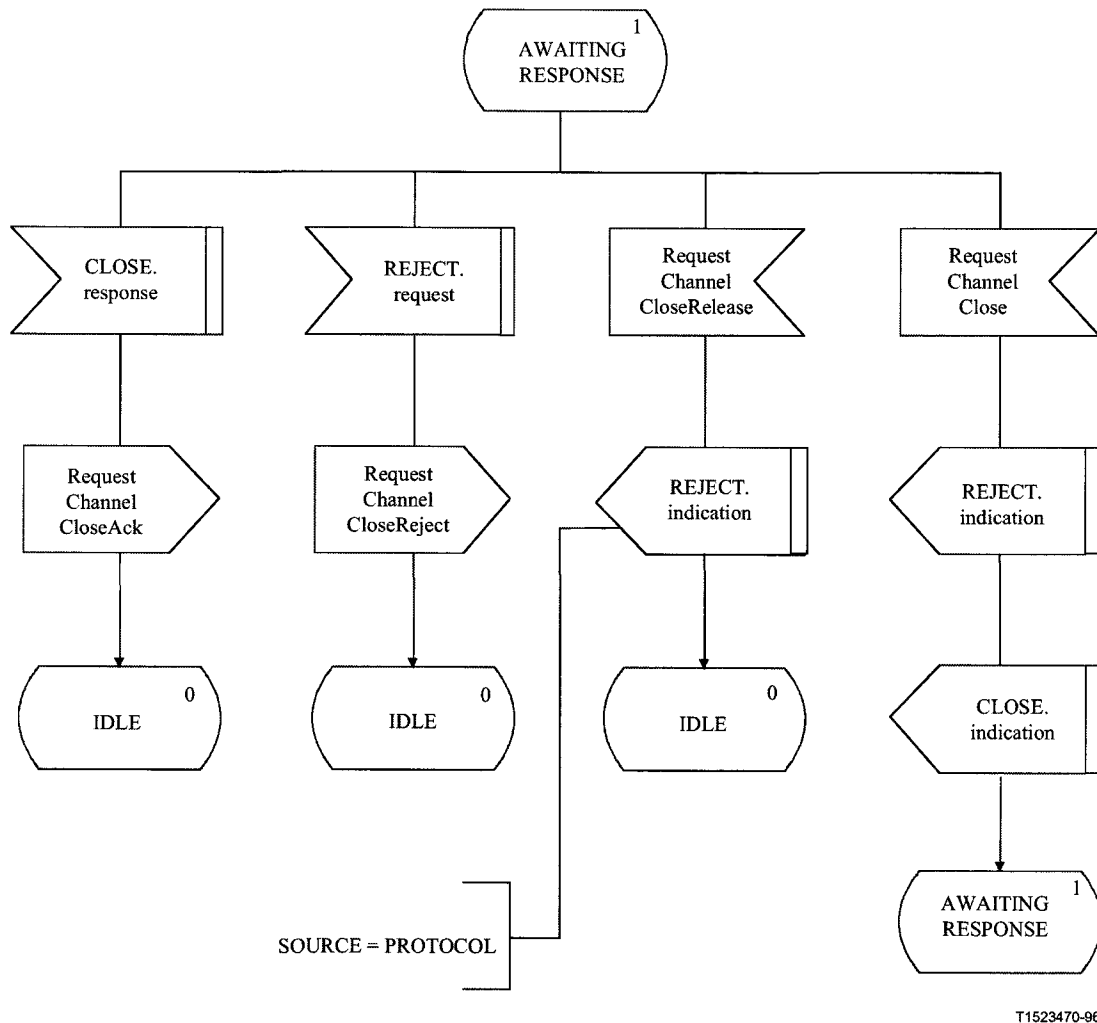 1
AWAITING
RESPONSE
CLOSE.
response
REJECT.
request
Request
Channel
CloseRelease
Request
Channel
Close
Request
Channel
CloseAck
Request
Channel
CloseReject
REJECT.
indication
REJECT.
indication
0
IDLE
0
IDLE
0
IDLE
CLOSE.
indication
1
AWAITING
RESPONSE
SOURCE = PROTOCOL
T1523470-96